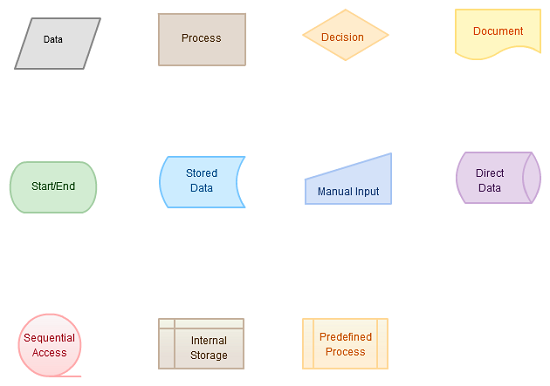 Data
Process
Decision
Document
Start/End
Stored
Data
Manual Input
Direct
Data
Sequential
Access
Internal
Storage
Predefined
Process